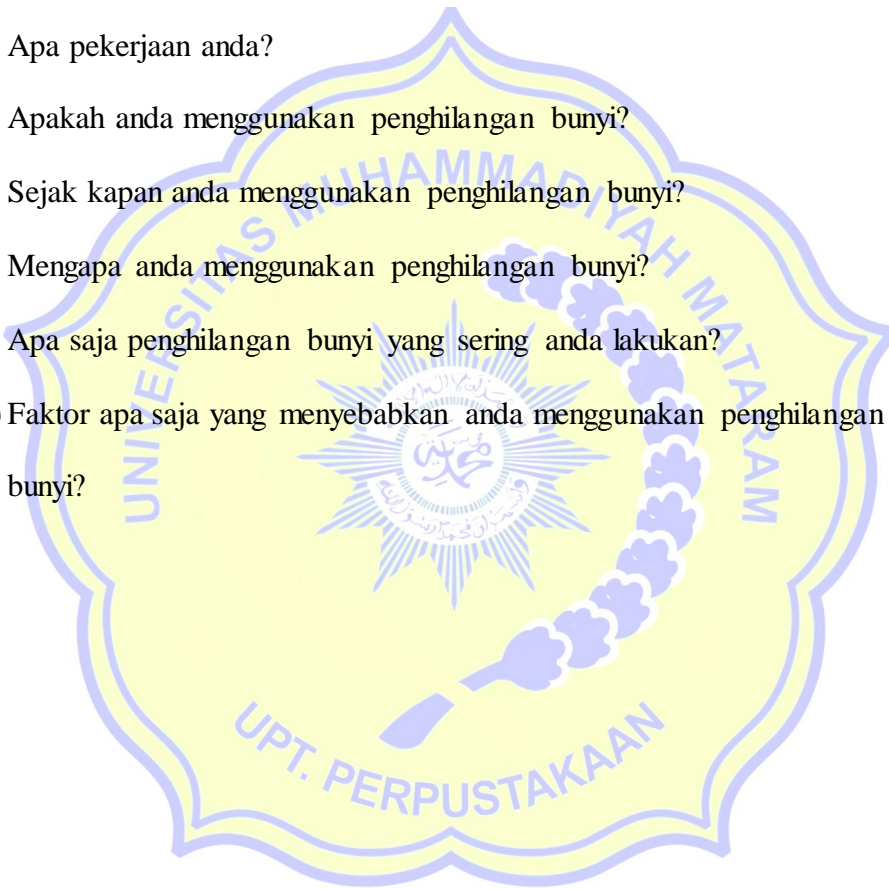 Apa pekerjaan anda?
Apakah anda menggunakan penghilangan bunyi?
Sejak kapan anda menggunakan penghilangan bunyi?
Mengapa anda menggunakan penghilangan bunyi?
Apa saja penghilangan bunyi yang sering anda lakukan?
) Faktor apa saja yang menyebabkan anda menggunakan penghilangan
bunyi?
UNIVERSITAS MUHAMMADIYAH MATARAM
UPT. PERPUSTAKAAN